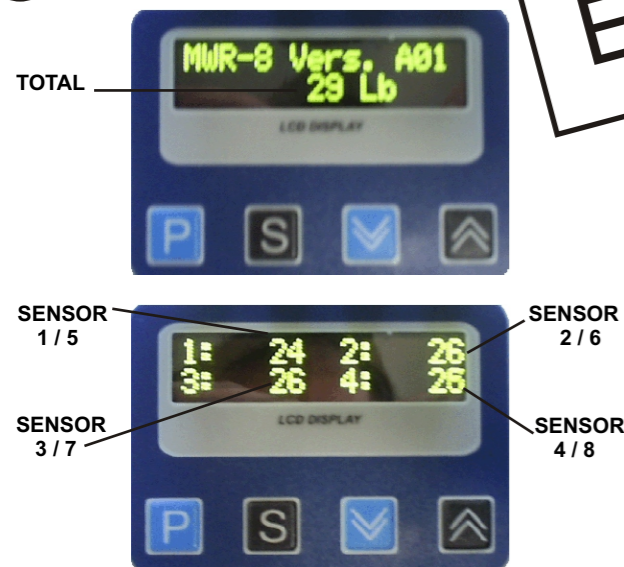 MWR-8 Vers. A01
TOTAL
29 Lb
LCD DISPLAY
P S
SENSOR
1 / 5
SENSOR
2 / 6
1: 24 2: 26
3: 26 4: 25
LCD DISPLAY
SENSOR
3 / 7
SENSOR
4 / 8
P S